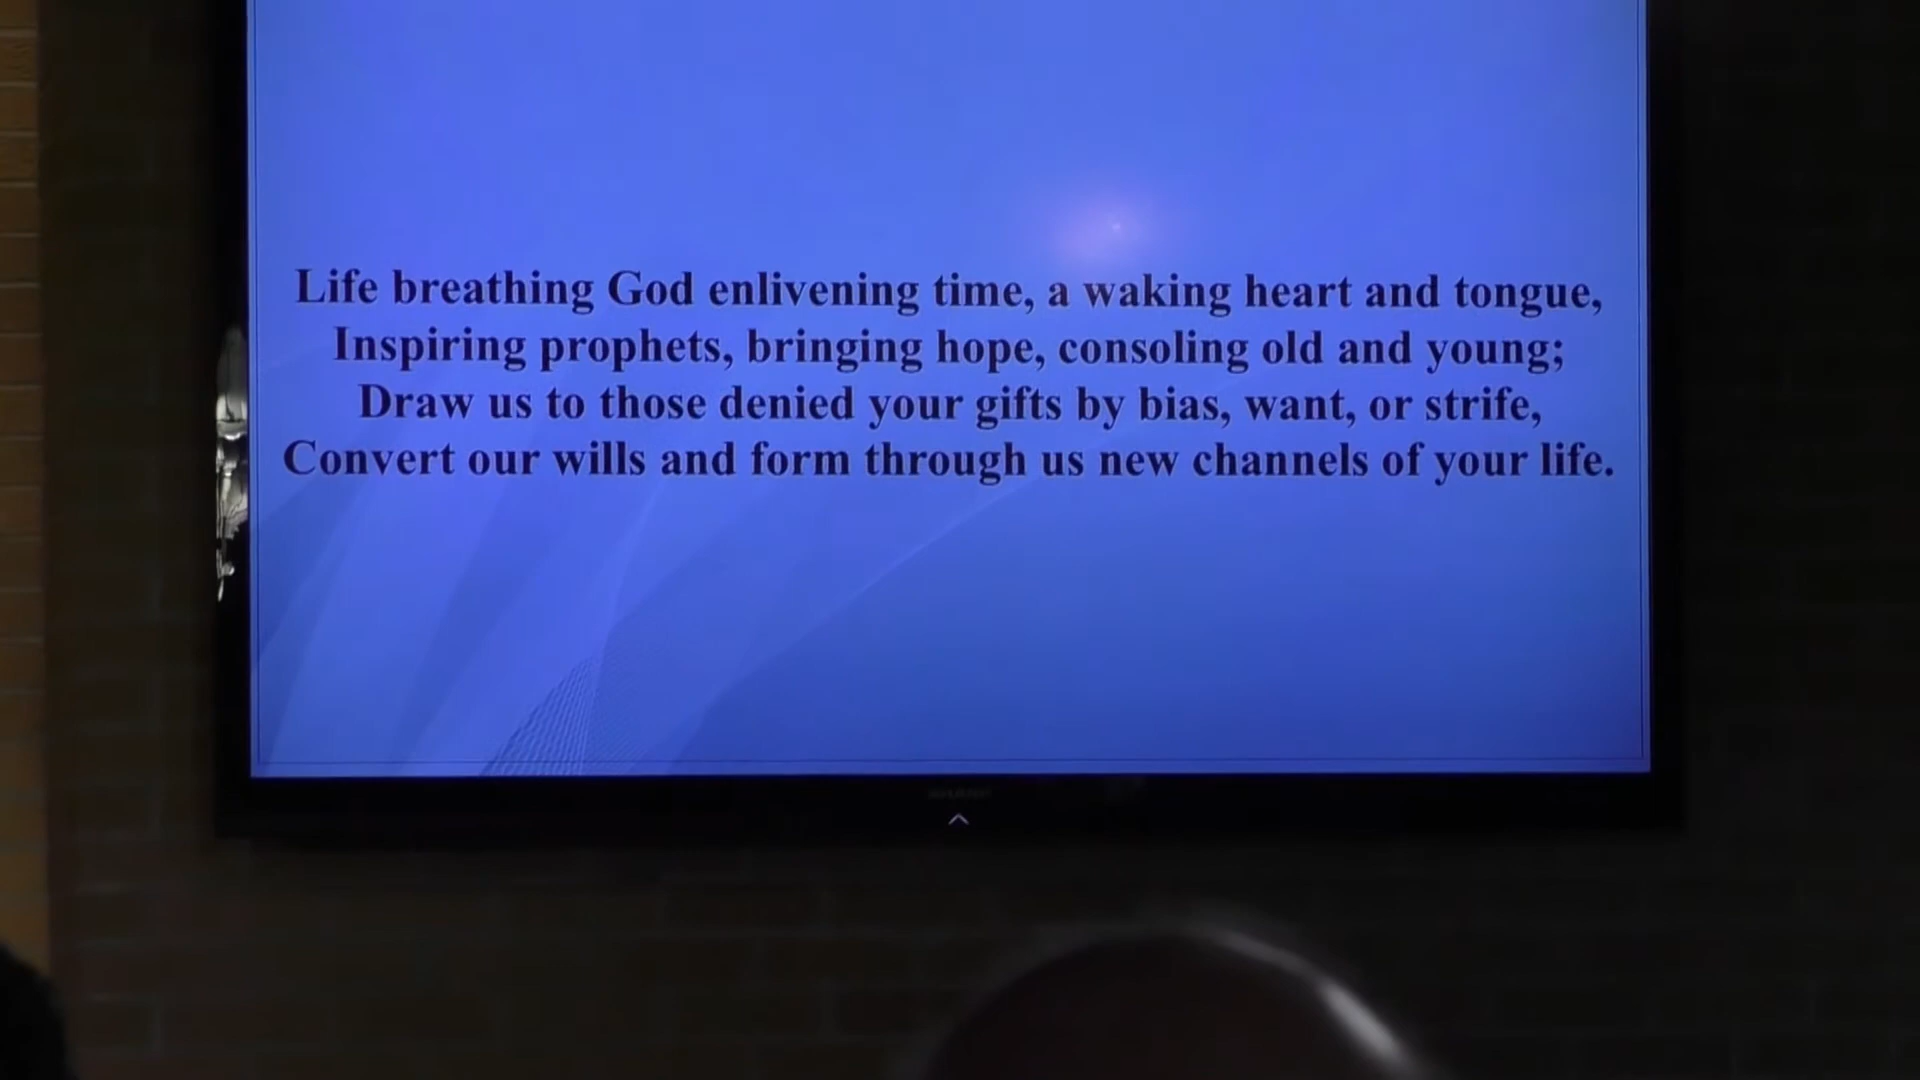 Life breathing God enlivening time, a waking heart and tongue,
Inspiring prophets, bringing hope, consoling old and young;
Draw us to those denied your gifts by bias, want, or strife,
Convert our wills and form through us new channels of your life.